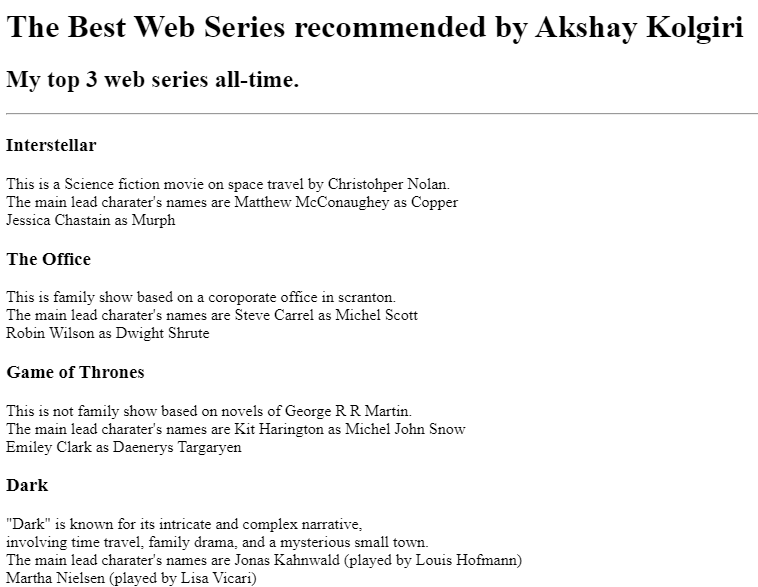 The Best Web Series recommended by Akshay Kolgiri
My top 3 web series all-time.
Interstellar
This is a Science fiction movie on space travel by Christohper Nolan.
The main lead charater's names are Matthew McConaughey as Copper
Jessica Chastain as Murph
The Office
This is family show based on a coroporate office in scranton.
The main lead charater's names are Steve Carrel as Michel Scott
Robin Wilson as Dwight Shrute
Game of Thrones
This is not family show based on novels of George R R Martin.
The main lead charater's names are Kit Harington as Michel John Snow
Emiley Clark as Daenerys Targaryen
Dark
"Dark" is known for its intricate and complex narrative,
involving time travel, family drama, and a mysterious small town.
The main lead charater's names are Jonas Kahnwald (played by Louis Hofmann)
Martha Nielsen (played by Lisa Vicari)